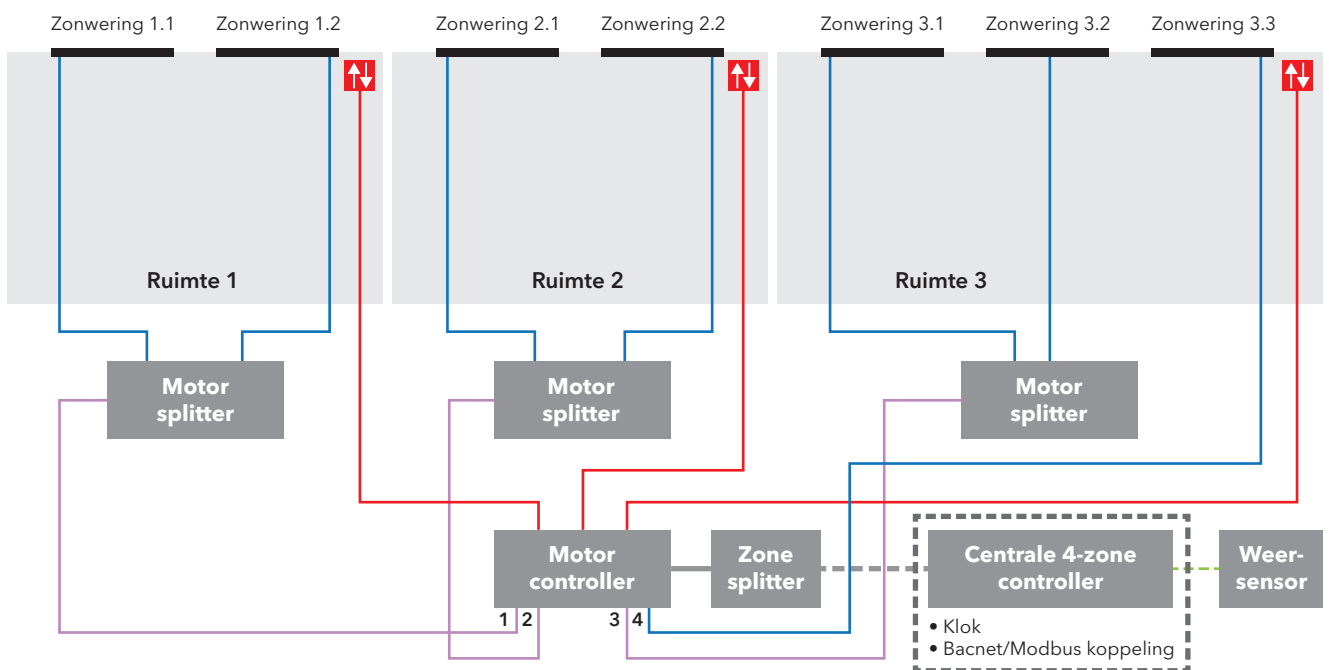 Zonwering 1.1
Zonwering 1.2
Zonwering 2.1
Zonwering 2.2
Zonwering 3.1
Zonwering 3.2
Zonwering 3.3
Ruimte 1
Ruimte 2
Ruimte 3
Motor
splitter
Motor
splitter
Motor
splitter
Motor
controller
Zone
splitter
Centrale 4-zone
controller
Weer-
sensor
1 2 3 4
• Klok
• Bacnet/Modbus koppeling